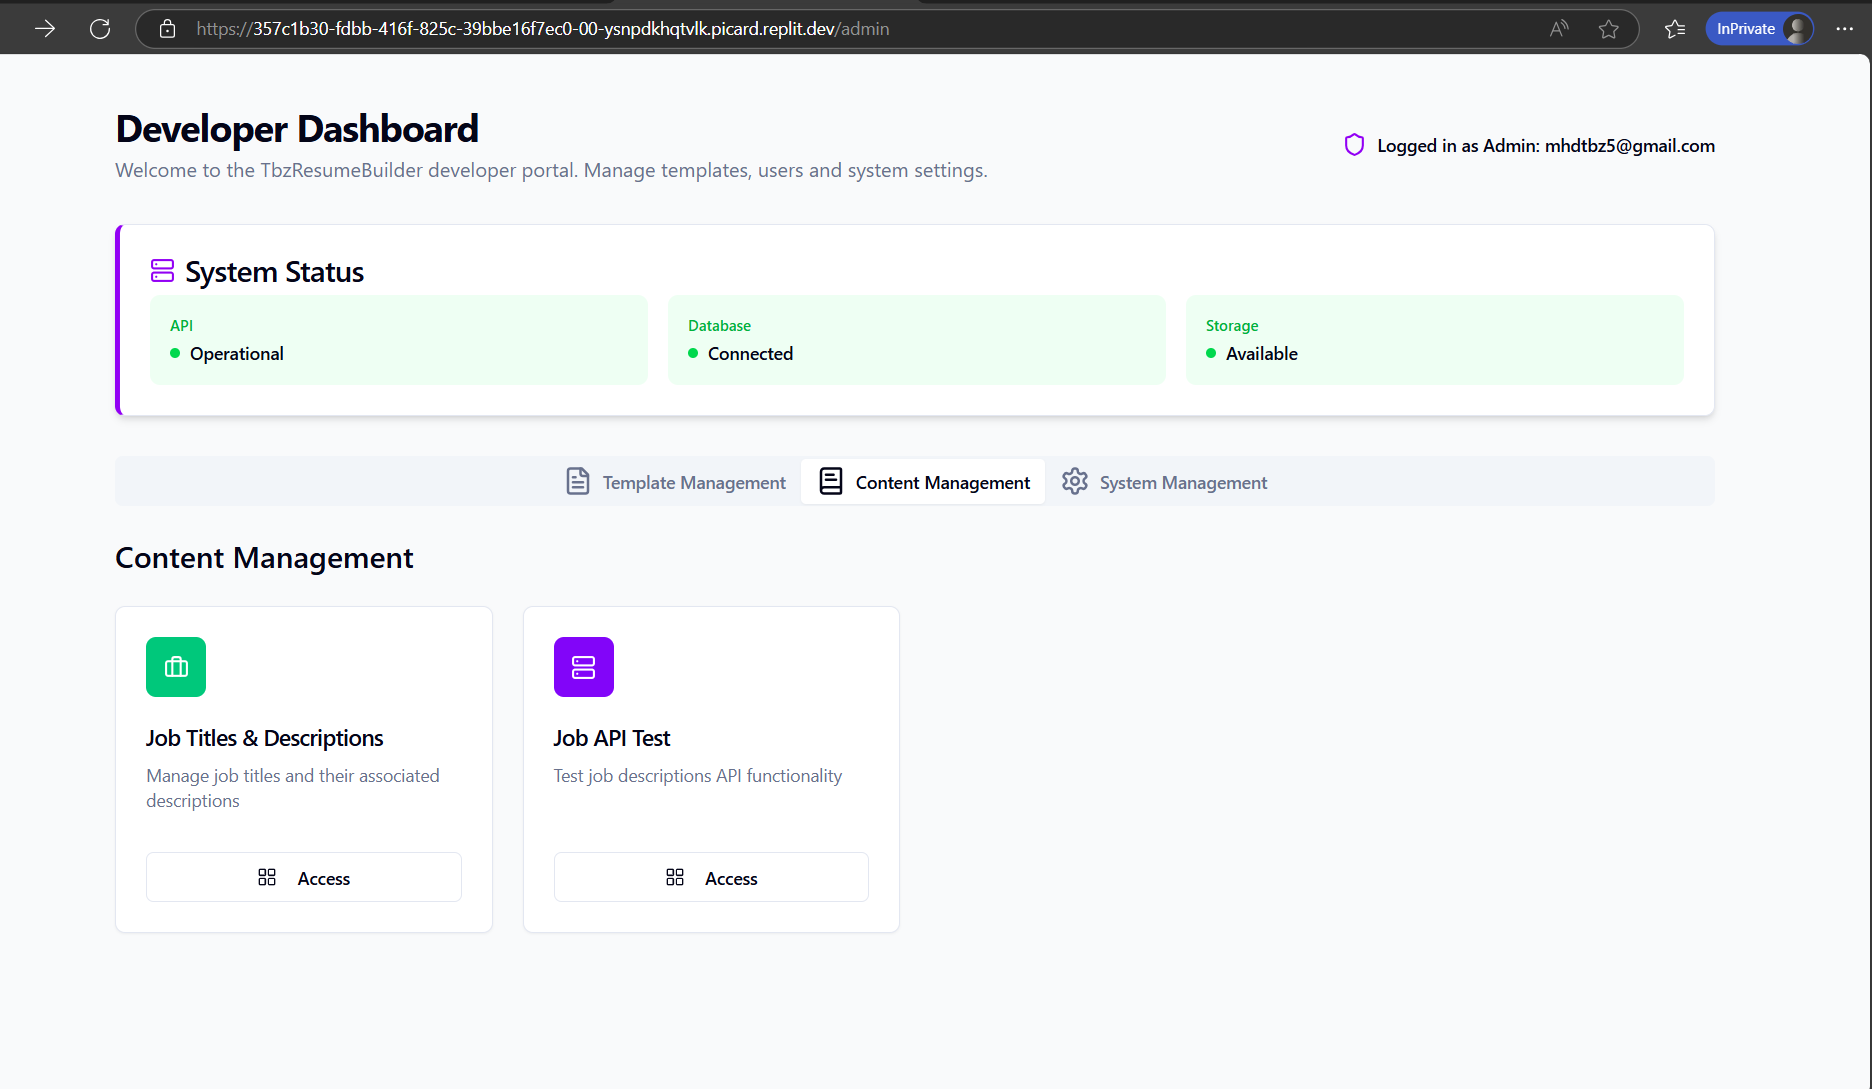 https://357c1b30-fdbb-416f-825c-39bbe16f7ec0-00-ysnpdkhqtvlk.picard.replit.dev/admin
InPrivate
Developer Dashboard
Welcome to the TbzResumeBuilder developer portal. Manage templates, users and system settings.
Logged in as Admin: mhdtbz5@gmail.com
System Status
API
Operational
Database
Connected
Storage
Available
Template Management
Content Management
System Management
Content Management
Job Titles & Descriptions
Manage job titles and their associated
descriptions
Access
Job API Test
Test job descriptions API functionality
Access